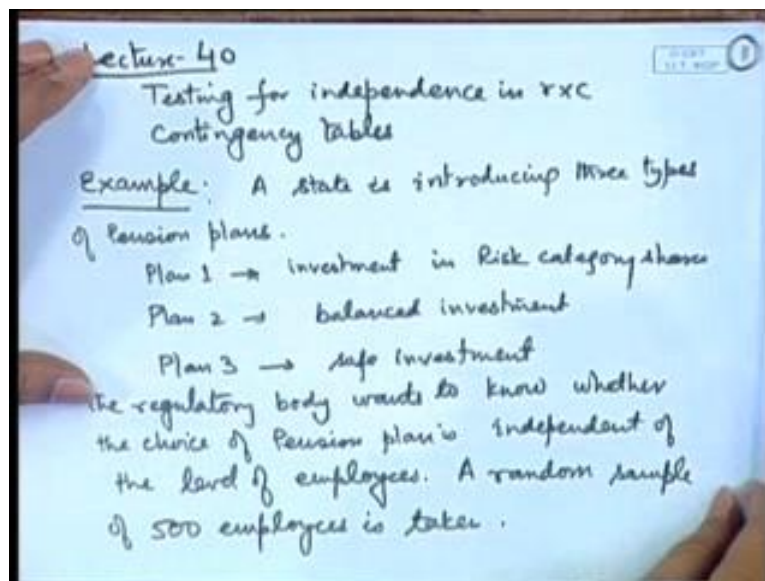 Lecture-40
Testing for independence in rxc
Contingency Tables
Example: A state is introducing three types
of Pension plans.
Plan 1 → investment in Risk category shares
Plan 2 → balanced investment
Plan 3 → safe investment
The regulatory body wants to know whether
the choice of Pension plan is independent of
the level of employees. A random sample
of 500 employees is taken.